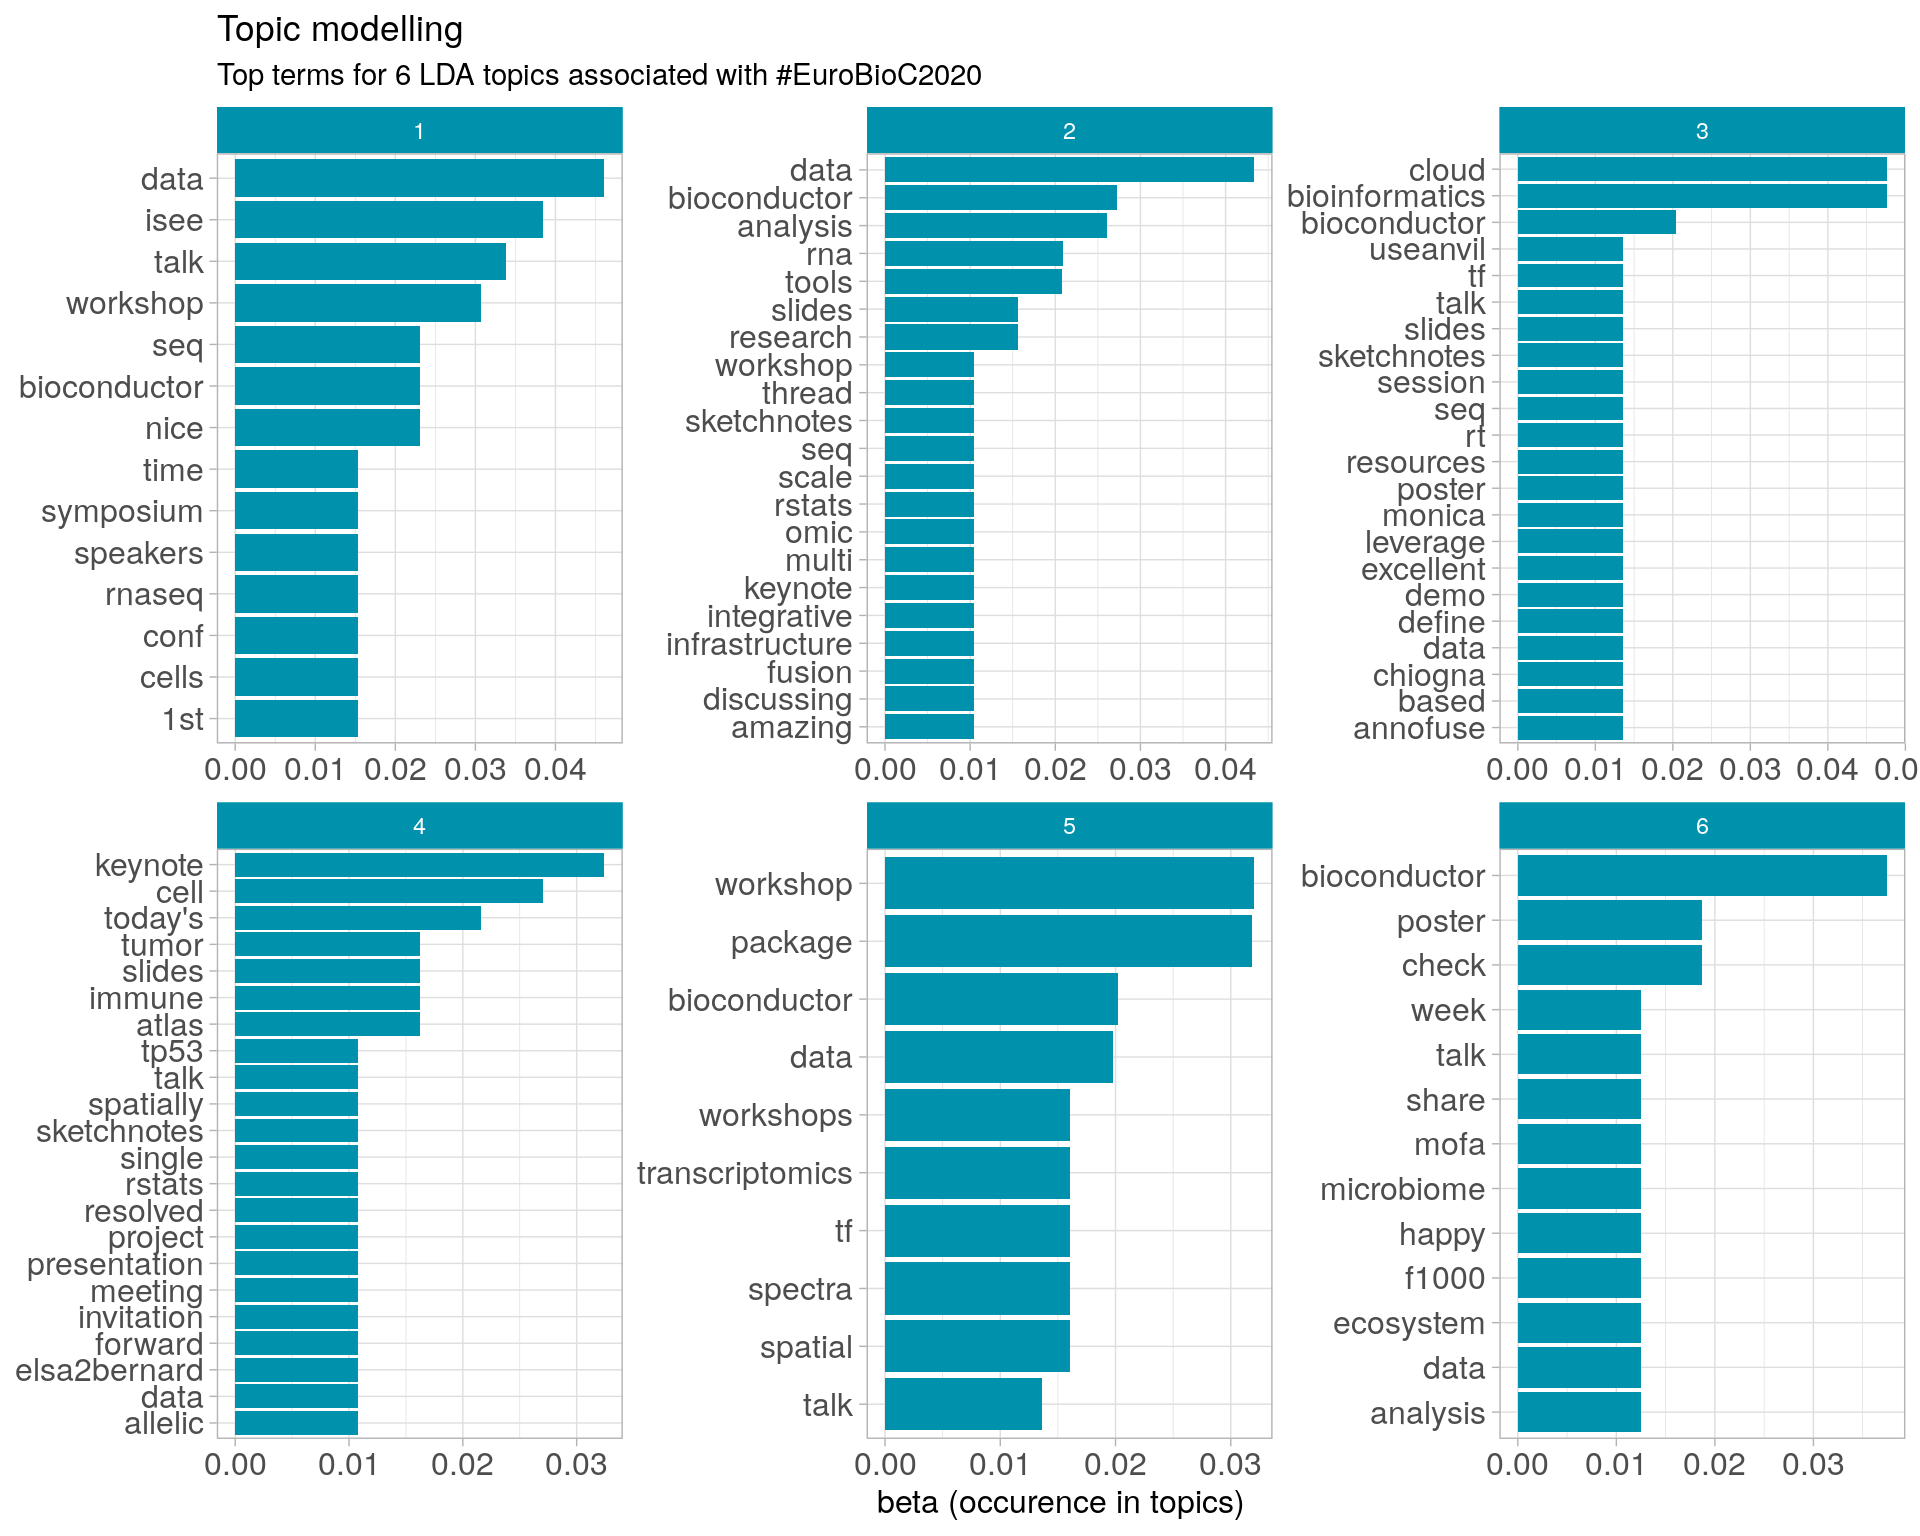 Topic modelling
Top terms for 6 LDA topics associated with #EuroBioC2020
1
data
isee
talk
workshop
seq
bioconductor
nice
time
symposium
speakers
rnaseq
conf
cells
1st
0.00 0.01 0.02 0.03 0.04
2
data
bioconductor
analysis
rna
tools
slides
research
workshop
thread
sketchnotes
seq
scale
rstats
omic
multi
keynote
integrative
infrastructure
fusion
discussing
amazing
0.00 0.01 0.02 0.03 0.04
3
cloud
bioinformatics
bioconductor
useanvil
tf
talk
slides
sketchnotes
session
seq
rt
resources
poster
monica
leverage
excellent
demo
define
data
chiogna
based
annofuse
0.00 0.01 0.02 0.03 0.04 0.0
4
keynote
cell
today's
tumor
slides
immune
atlas
tp53
talk
spatially
sketchnotes
single
rstats
resolved
project
presentation
meeting
invitation
forward
elsa2bernard
data
allelic
0.00 0.01 0.02 0.03
5
workshop
package
bioconductor
data
workshops
transcriptomics
tf
spectra
spatial
talk
0.00 0.01 0.02 0.03
6
bioconductor
poster
check
week
talk
share
mofa
microbiome
happy
f1000
ecosystem
data
analysis
0.00 0.01 0.02 0.03
beta (occurence in topics)